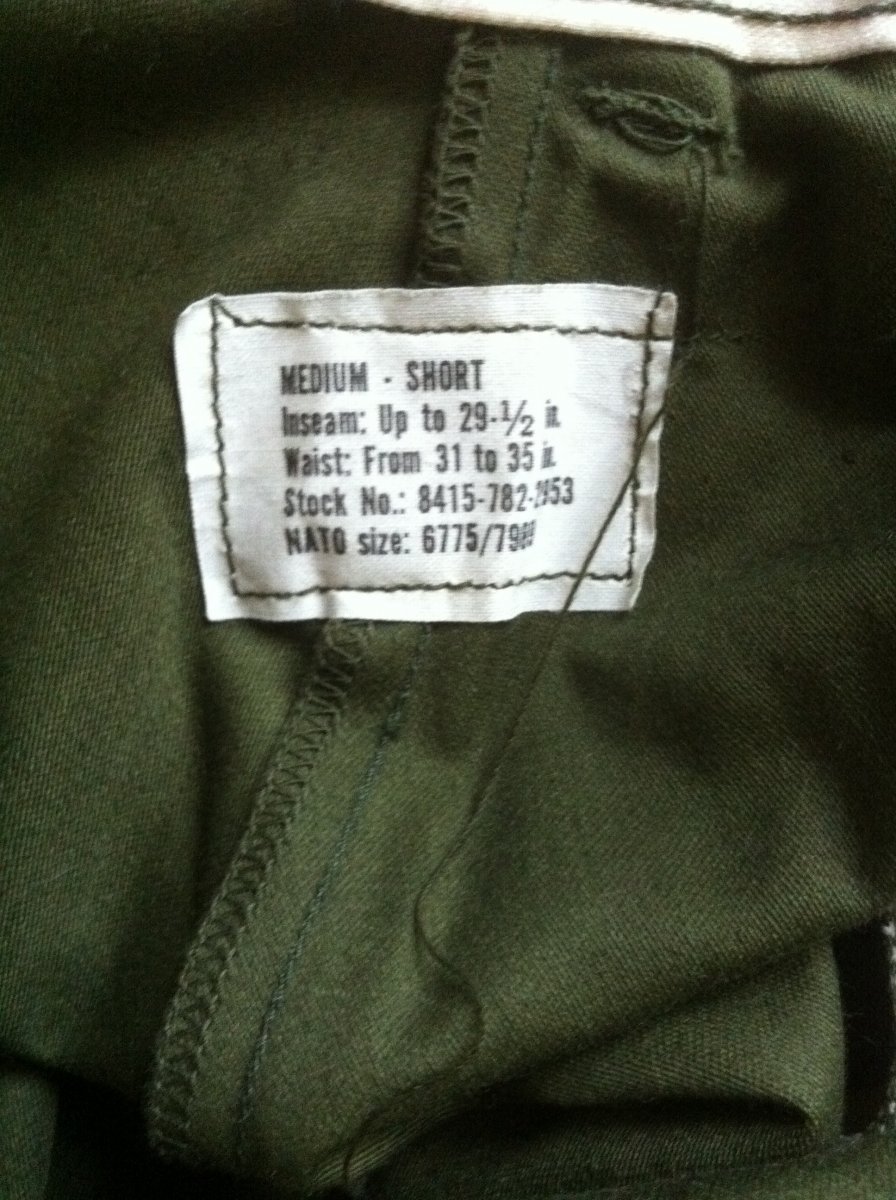 MEDIUM - SHORT
Inseam: Up to 29-1/2 in.
Waist: From 31 to 35 in.
Stock No.: 8415-782-2953
NATO size: 6775/7989